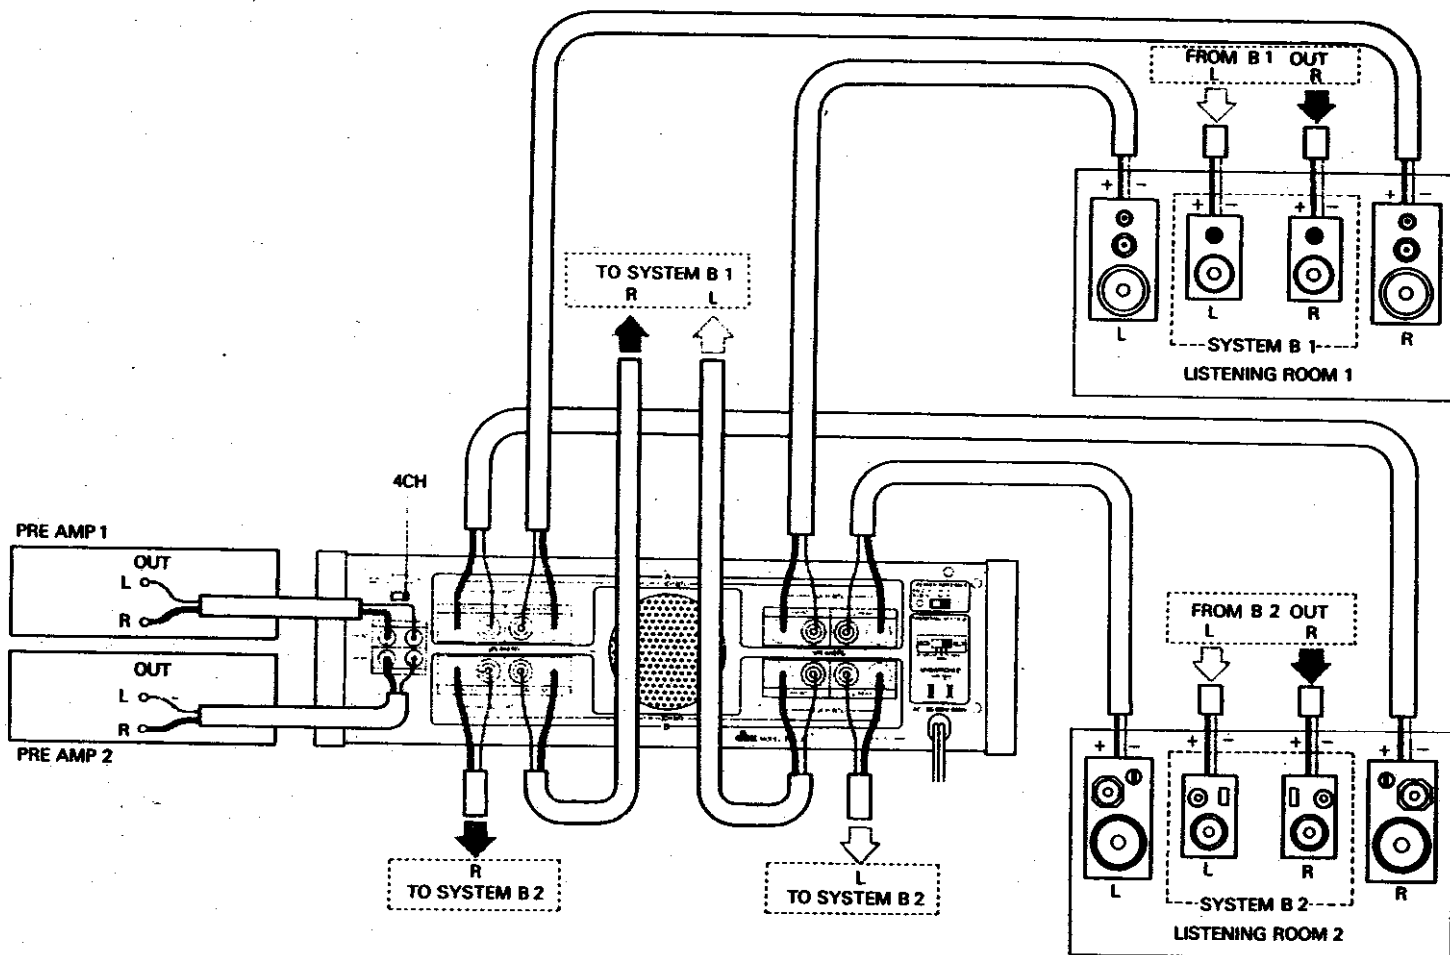 FROM B 1 OUT
L R
+ - + - + - + -
TO SYSTEM B 1
R L
L L R R
SYSTEM B 1
LISTENING ROOM 1
4CH
PRE AMP 1
OUT
L
R
OUT
L
R
PRE AMP 2
A
B
FROM B 2 OUT
L R
+ - + - + - + -
R
TO SYSTEM B 2
L
TO SYSTEM B 2
L L R R
SYSTEM B 2
LISTENING ROOM 2